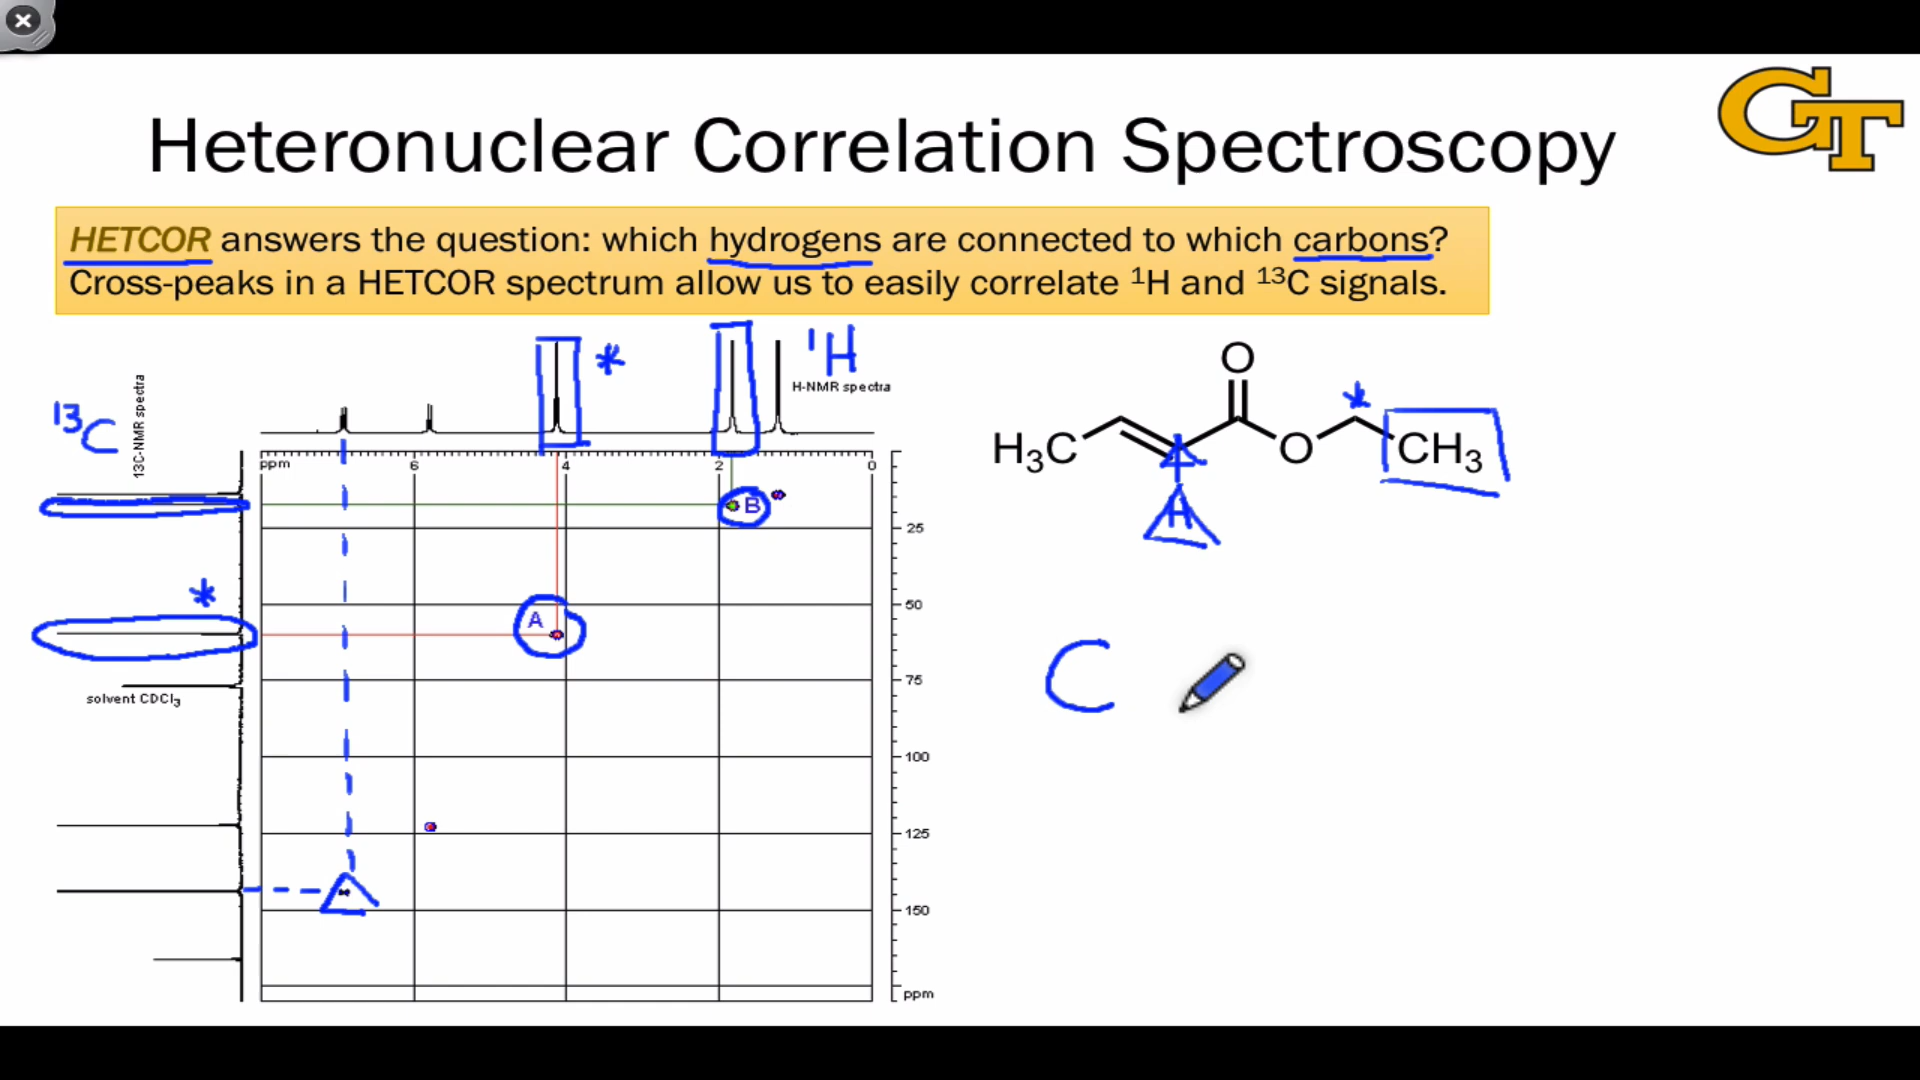 Heteronuclear Correlation Spectroscopy
GT
HETCOR answers the question: which hydrogens are connected to which carbons?
Cross-peaks in a HETCOR spectrum allow us to easily correlate ¹H and ¹³C signals.
¹³C
13C-NMR spectra
*
¹H
H-NMR spectra
ppm 6 4 2 0
B
25
*
50
A
75
solvent CDCl₃
100
125
150
ppm
O
*
H₃C
O
CH₃
H
C